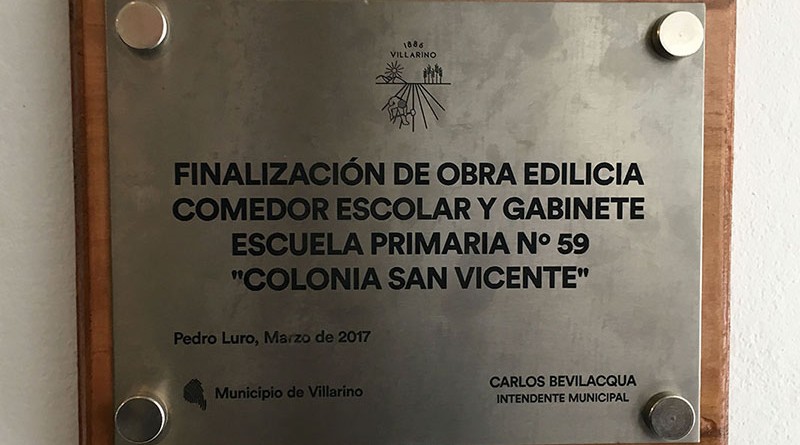 1886
VILLARINO
FINALIZACIÓN DE OBRA EDILICIA
COMEDOR ESCOLAR Y GABINETE
ESCUELA PRIMARIA Nº 59
"COLONIA SAN VICENTE"
Pedro Luro, Marzo de 2017
Municipio de Villarino
CARLOS BEVILACQUA
INTENDENTE MUNICIPAL